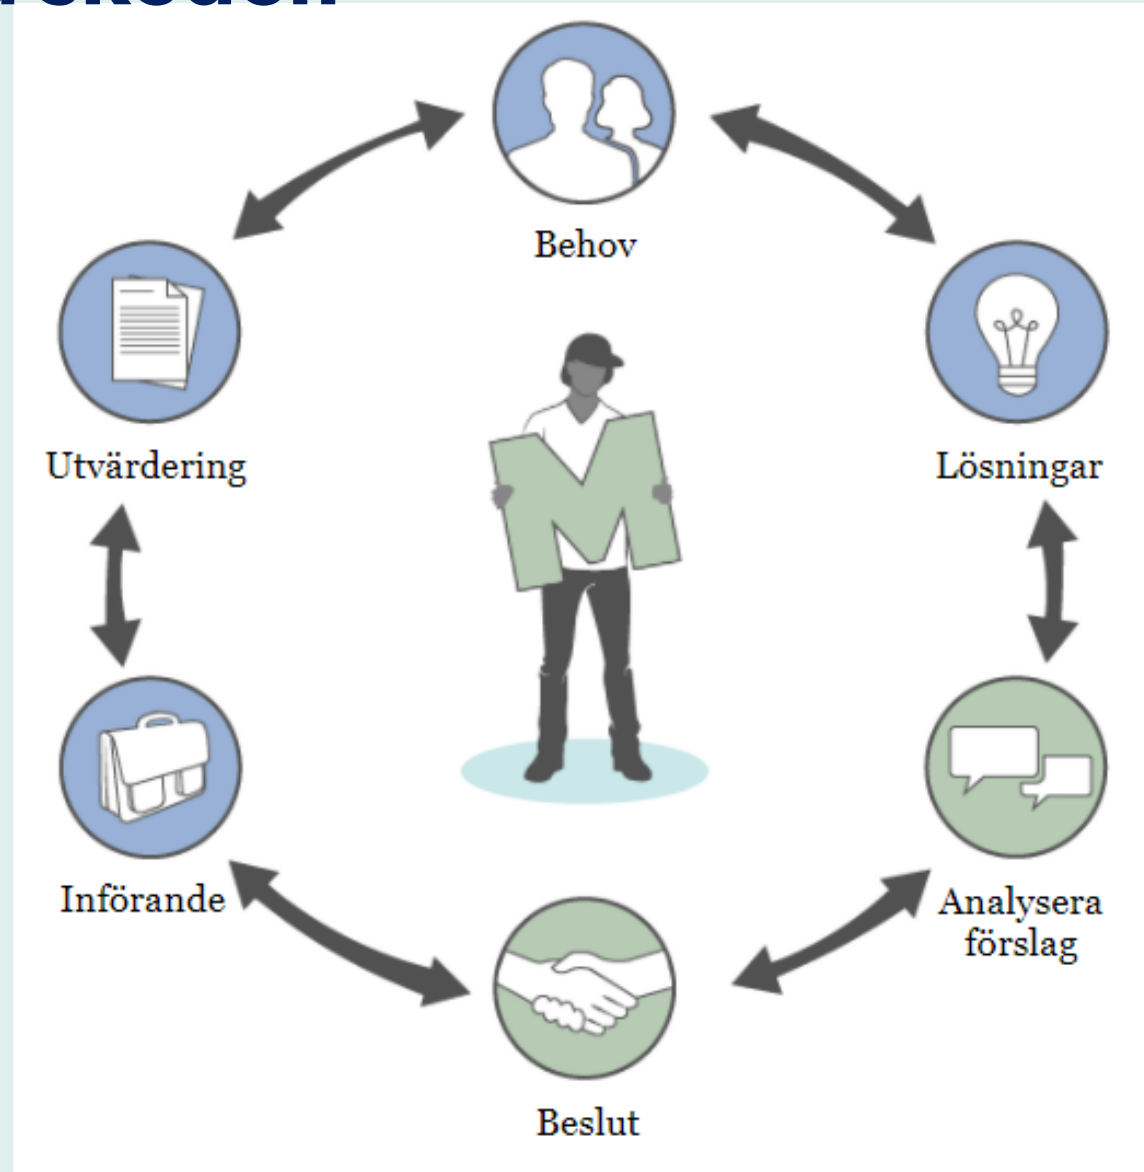 Behov
Lösningar
Analysera
förslag
Beslut
Införande
Utvärdering
M